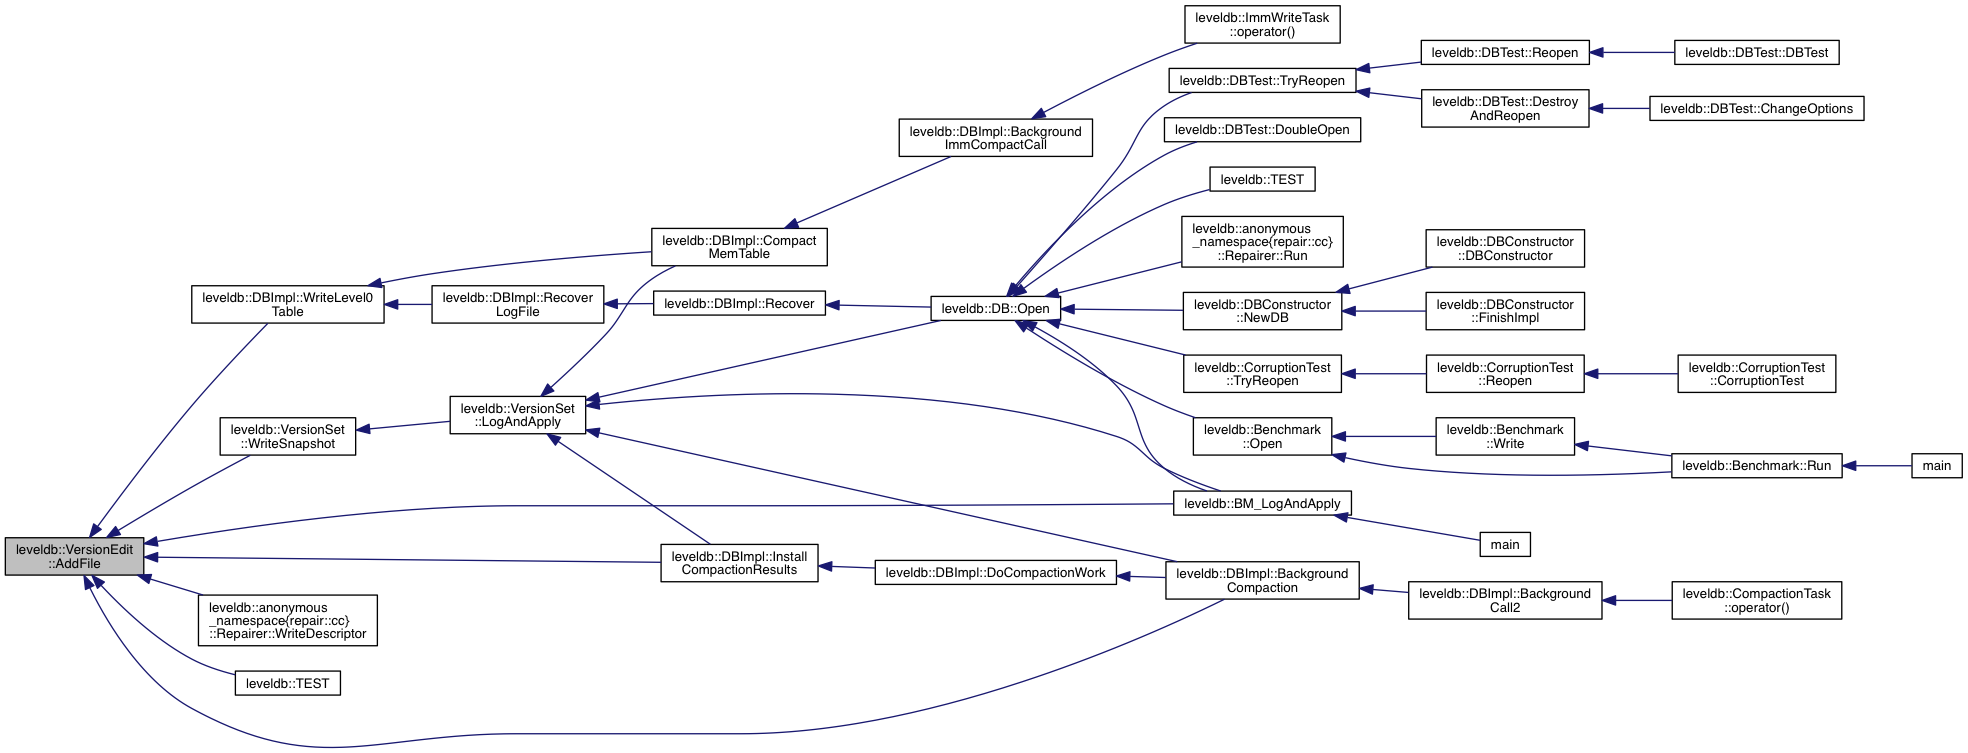 leveldb::ImmWriteTask
::operator()
leveldb::DBTest::Reopen
leveldb::DBTest::DBTest
leveldb::DBTest::TryReopen
leveldb::DBTest::Destroy
AndReopen
leveldb::DBTest::ChangeOptions
leveldb::DBImpl::Background
ImmCompactCall
leveldb::DBTest::DoubleOpen
leveldb::TEST
leveldb::anonymous
_namespace{repair::cc}
::Repairer::Run
leveldb::DBImpl::Compact
MemTable
leveldb::DBConstructor
::DBConstructor
leveldb::DBImpl::WriteLevel0
Table
leveldb::DBImpl::Recover
LogFile
leveldb::DBImpl::Recover
leveldb::DB::Open
leveldb::DBConstructor
::NewDB
leveldb::DBConstructor
::FinishImpl
leveldb::CorruptionTest
::TryReopen
leveldb::CorruptionTest
::Reopen
leveldb::CorruptionTest
::CorruptionTest
leveldb::VersionSet
::LogAndApply
leveldb::VersionSet
::WriteSnapshot
leveldb::Benchmark
::Open
leveldb::Benchmark
::Write
leveldb::Benchmark::Run
main
leveldb::BM_LogAndApply
main
leveldb::VersionEdit
::AddFile
leveldb::DBImpl::Install
CompactionResults
leveldb::DBImpl::DoCompactionWork
leveldb::DBImpl::Background
Compaction
leveldb::DBImpl::Background
Call2
leveldb::CompactionTask
::operator()
leveldb::anonymous
_namespace{repair::cc}
::Repairer::WriteDescriptor
leveldb::TEST